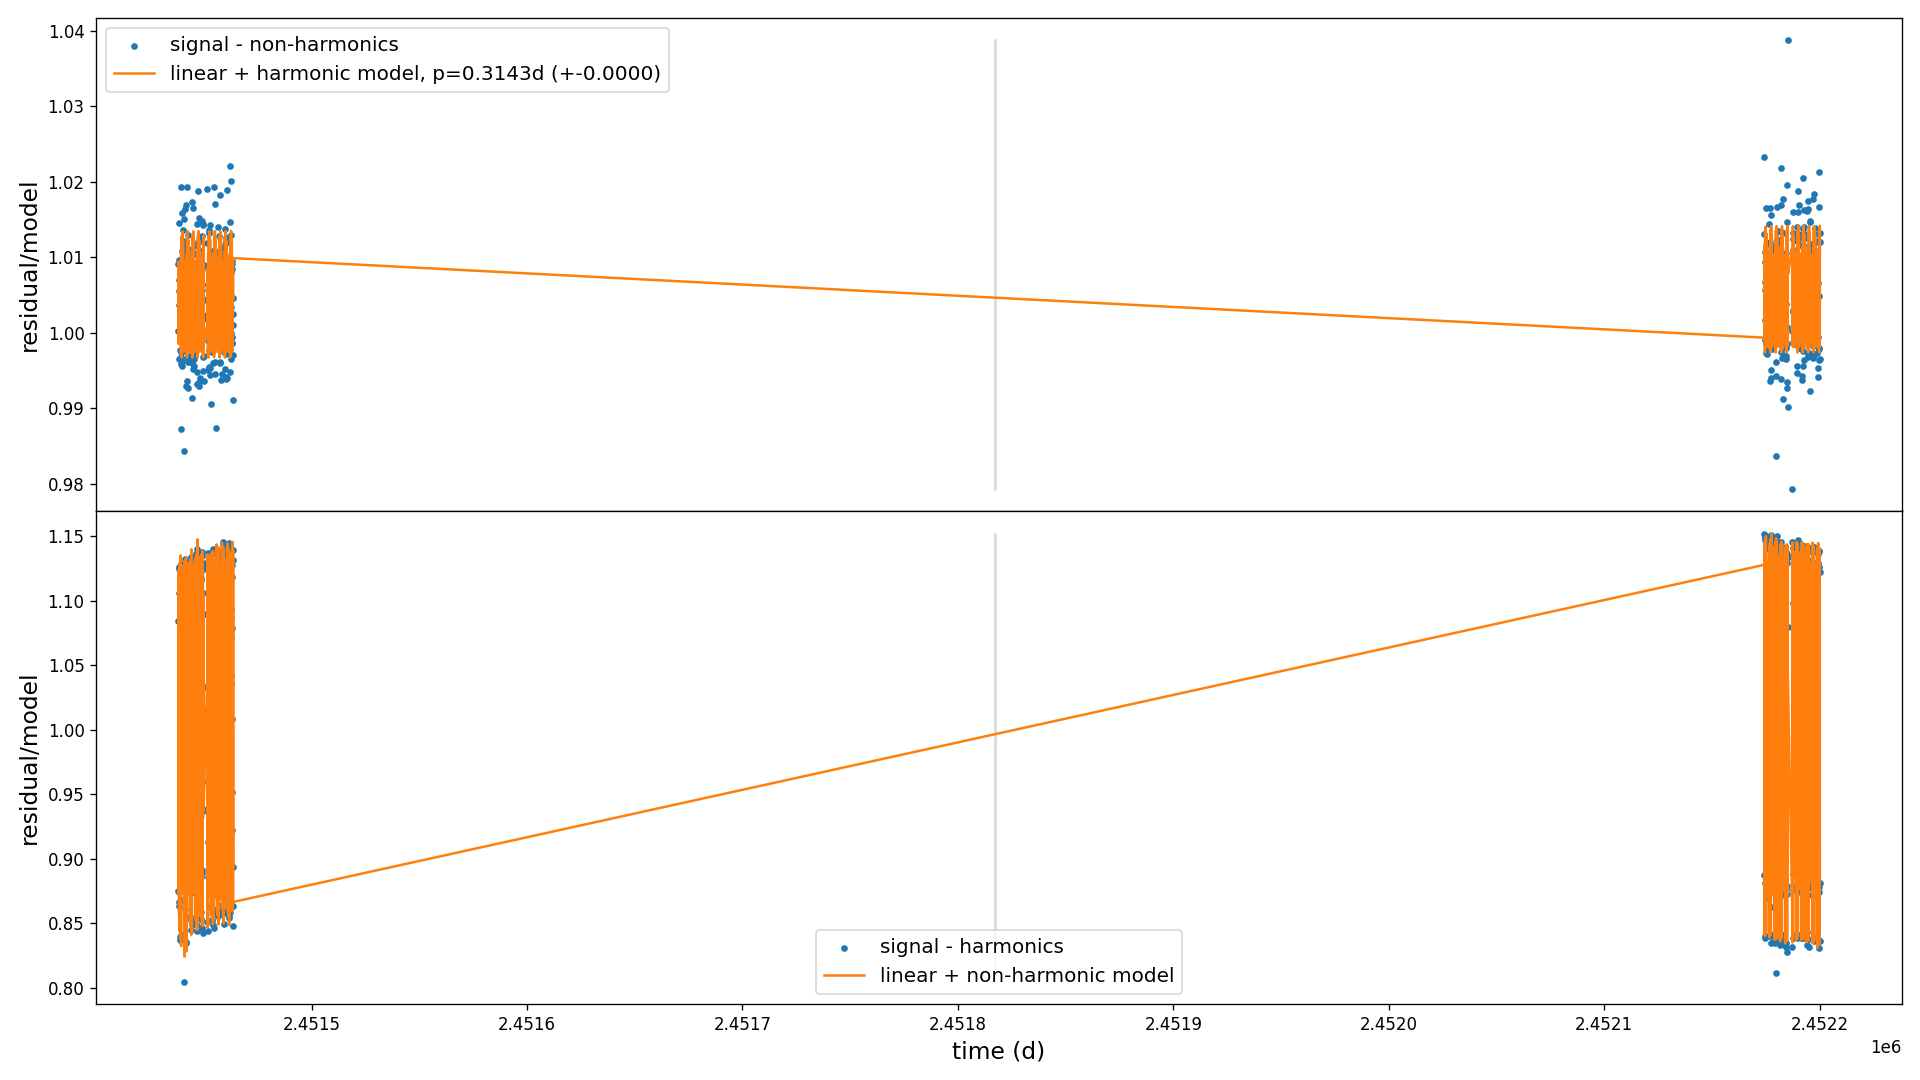 1.04
1.03
1.02
1.01
1.00
0.99
0.98
residual/model
signal - non-harmonics
linear + harmonic model, p=0.3143d (+-0.0000)
1.15
1.10
1.05
1.00
0.95
0.90
0.85
0.80
residual/model
signal - harmonics
linear + non-harmonic model
2.4515 2.4516 2.4517 2.4518 2.4519 2.4520 2.4521 2.4522
1e6
time (d)